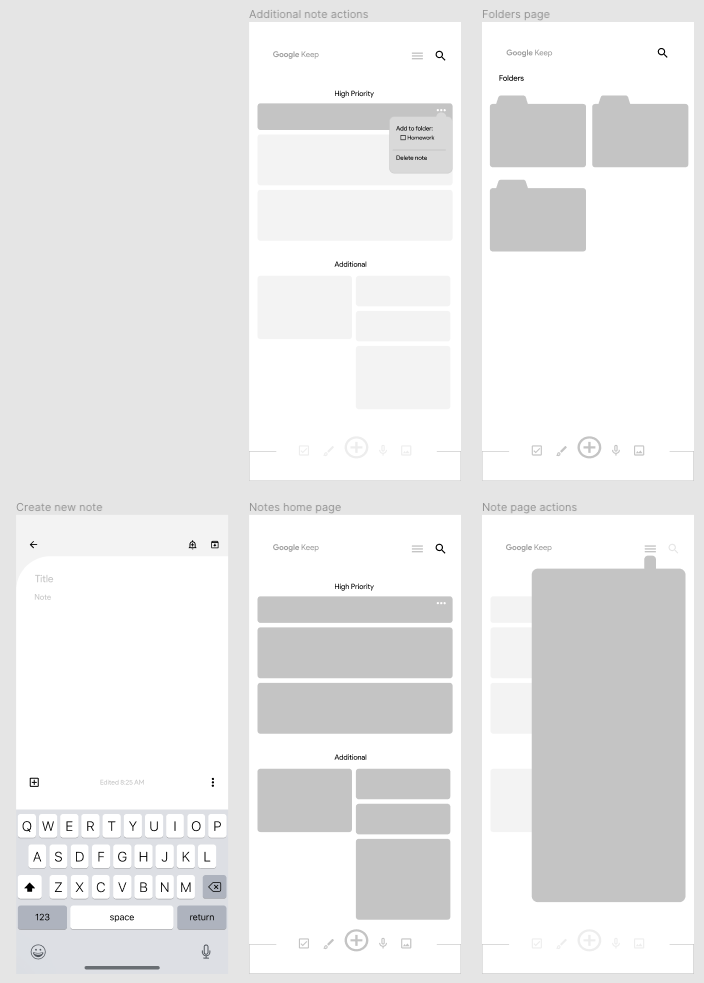 Additional note actions
Google Keep
High Priority
Add to folder:
Homework
Delete note
Additional
Folders page
Google Keep
Folders
Create new note
Title
Note
Edited 8:25 AM
Q W E R T Y U I O P
A S D F G H J K L
Z X C V B N M
123 space return
Notes home page
Google Keep
High Priority
Additional
Note page actions
Google Keep